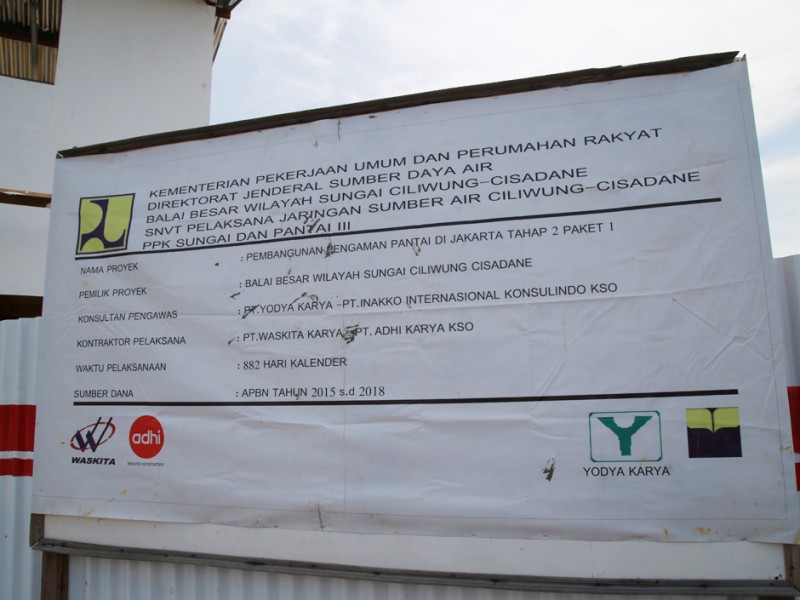 KEMENTERIAN PEKERJAAN UMUM DAN PERUMAHAN RAKYAT
DIREKTORAT JENDERAL SUMBER DAYA AIR
BALAI BESAR WILAYAH SUNGAI CILIWUNG–CISADANE
SNVT PELAKSANA JARINGAN SUMBER AIR CILIWUNG–CISADANE
PPK SUNGAI DAN PANTAI III
NAMA PROYEK : PEMBANGUNAN PENGAMAN PANTAI DI JAKARTA TAHAP 2 PAKET 1
PEMILIK PROYEK : BALAI BESAR WILAYAH SUNGAI CILIWUNG CISADANE
KONSULTAN PENGAWAS : PT.YODYA KARYA –PT.INAKKO INTERNASIONAL KONSULINDO KSO
KONTRAKTOR PELAKSANA : PT.WASKITA KARYA–PT. ADHI KARYA KSO
WAKTU PELAKSANAAN : 882 HARI KALENDER
SUMBER DANA : APBN TAHUN 2015 s.d 2018
WASKITA
adhi
beyond construction
Y
YODYA KARYA